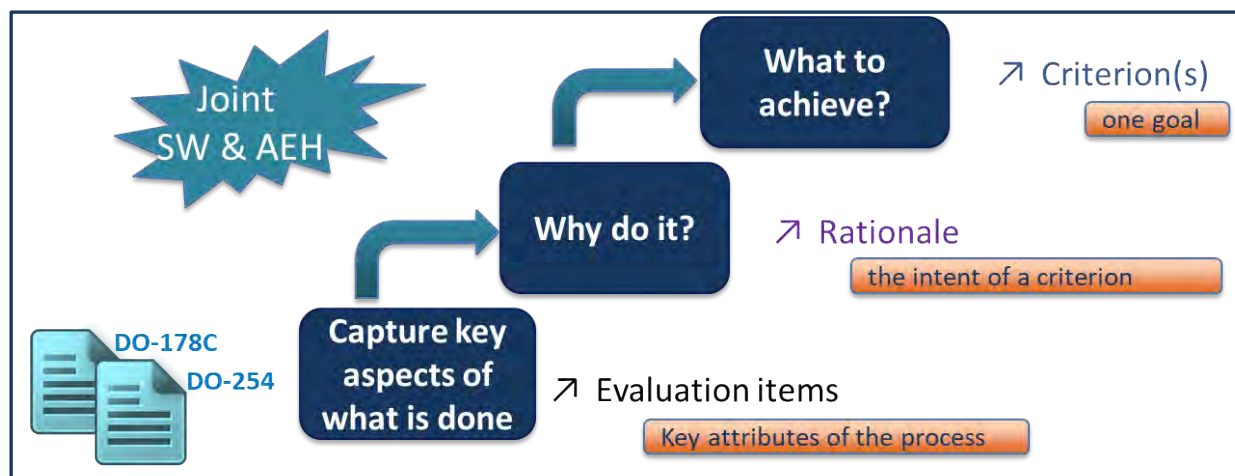 Joint
SW & AEH
What to
achieve?
↗ Criterion(s)
one goal
Why do it?
↗ Rationale
the intent of a criterion
DO-178C
DO-254
Capture key
aspects of
what is done
↗ Evaluation items
Key attributes of the process